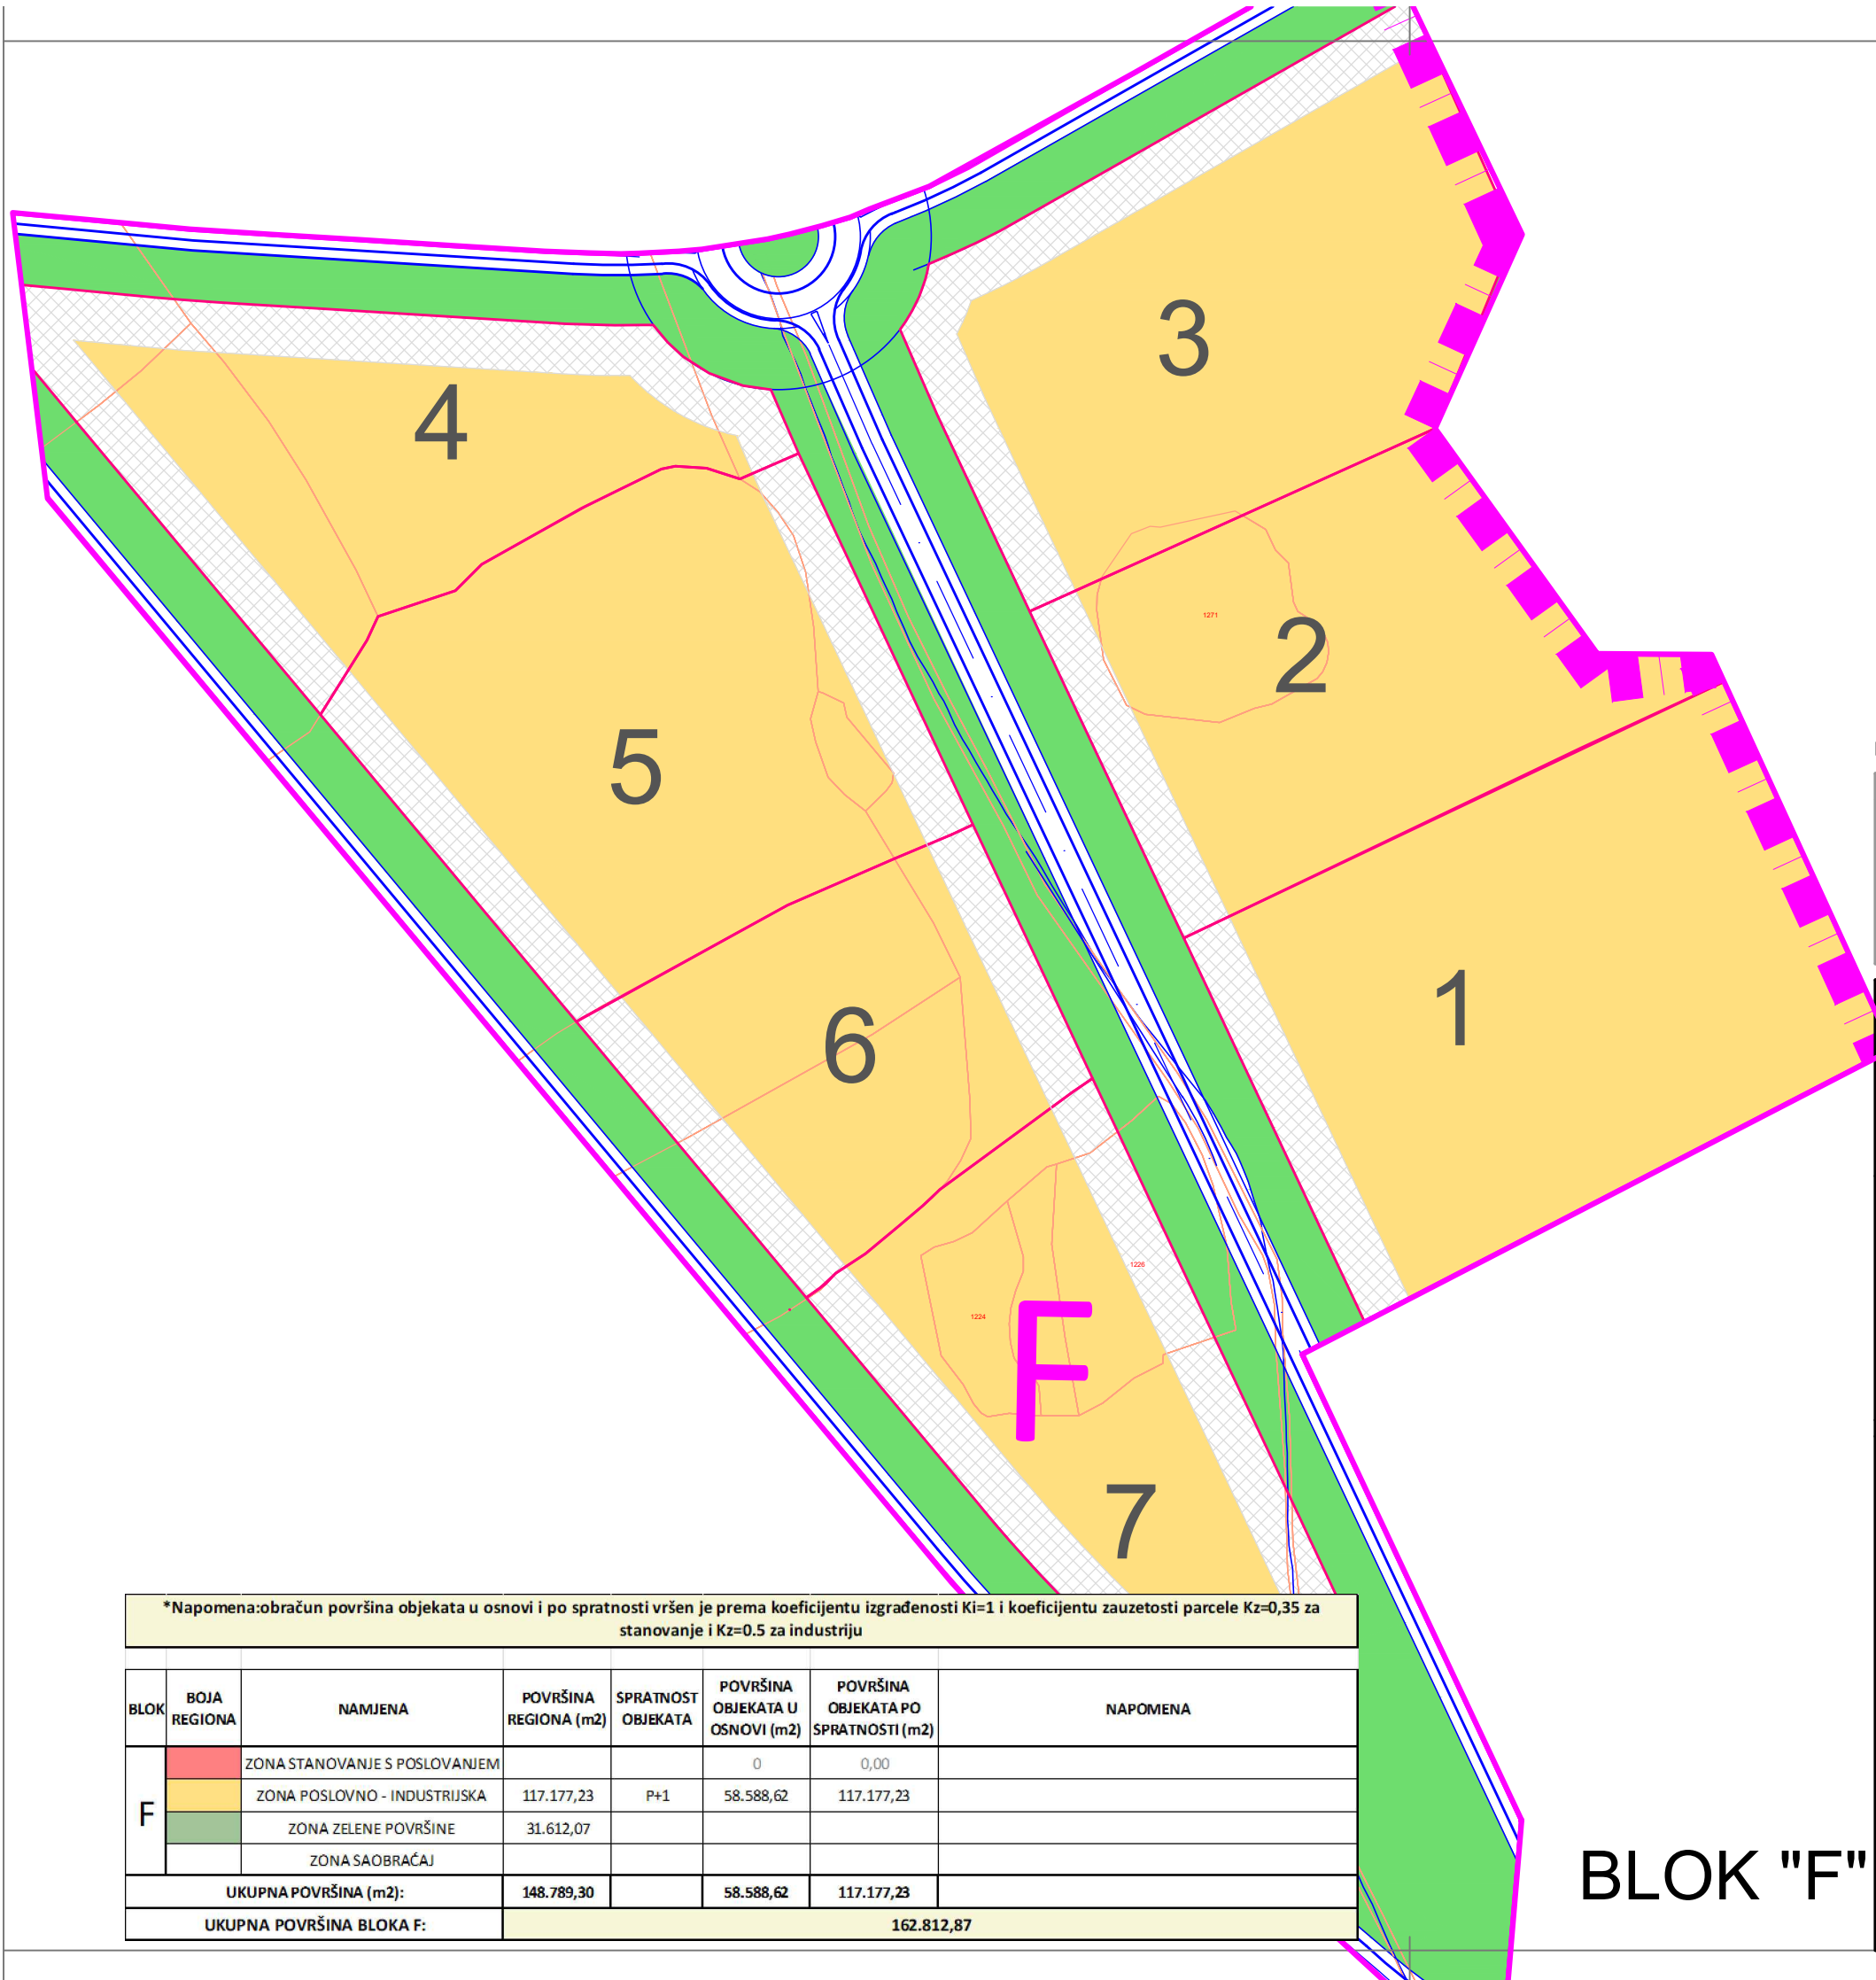 3
4
1271
2
5
1
6
1226
1224
F
7
*Napomena:obračun površina objekata u osnovi i po spratnosti vršen je prema koeficijentu izgrađenosti Ki=1 i koeficijentu zauzetosti parcele Kz=0,35 za
stanovanje i Kz=0.5 za industriju
BLOK BOJA REGIONA NAMJENA POVRŠINA REGIONA (m2) SPRATNOST OBJEKATA POVRŠINA OBJEKATA U OSNOVI (m2) POVRŠINA OBJEKATA PO SPRATNOSTI (m2) NAPOMENA
F
ZONA STANOVANJE S POSLOVANJEM 0 0,00
ZONA POSLOVNO - INDUSTRIJSKA 117.177,23 P+1 58.588,62 117.177,23
ZONA ZELENE POVRŠINE 31.612,07
ZONA SAOBRAĆAJ
UKUPNA POVRŠINA (m2): 148.789,30 58.588,62 117.177,23
UKUPNA POVRŠINA BLOKA F: 162.812,87
BLOK "F"